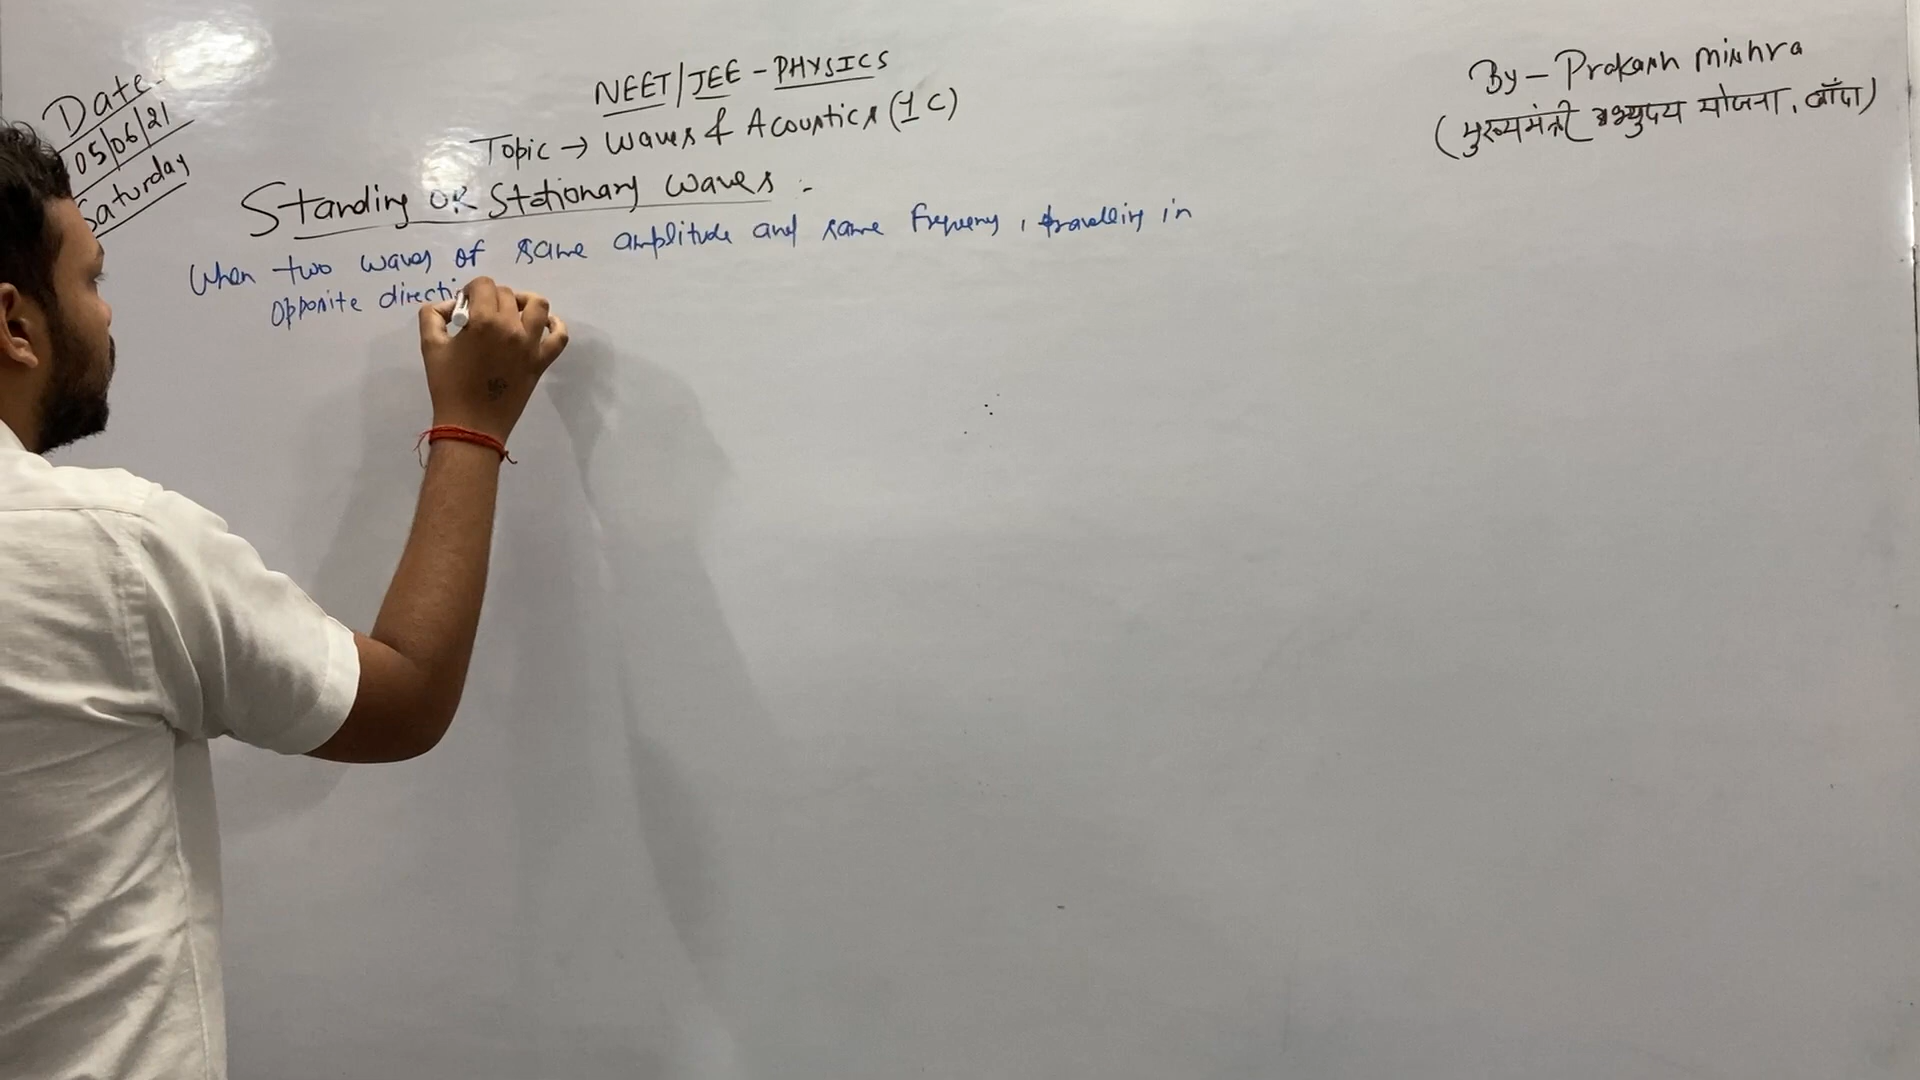 Date-
05/06/21
Saturday
NEET/JEE - PHYSICS
Topic → Waves & Acoustics (1C)
By - Prakash Mishra
(मुख्यमंत्री अभ्युदय योजना, बाँदा)
Standing OR Stationary Waves :-
When two waves of same amplitude and same frequency, travelling in
opposite directi